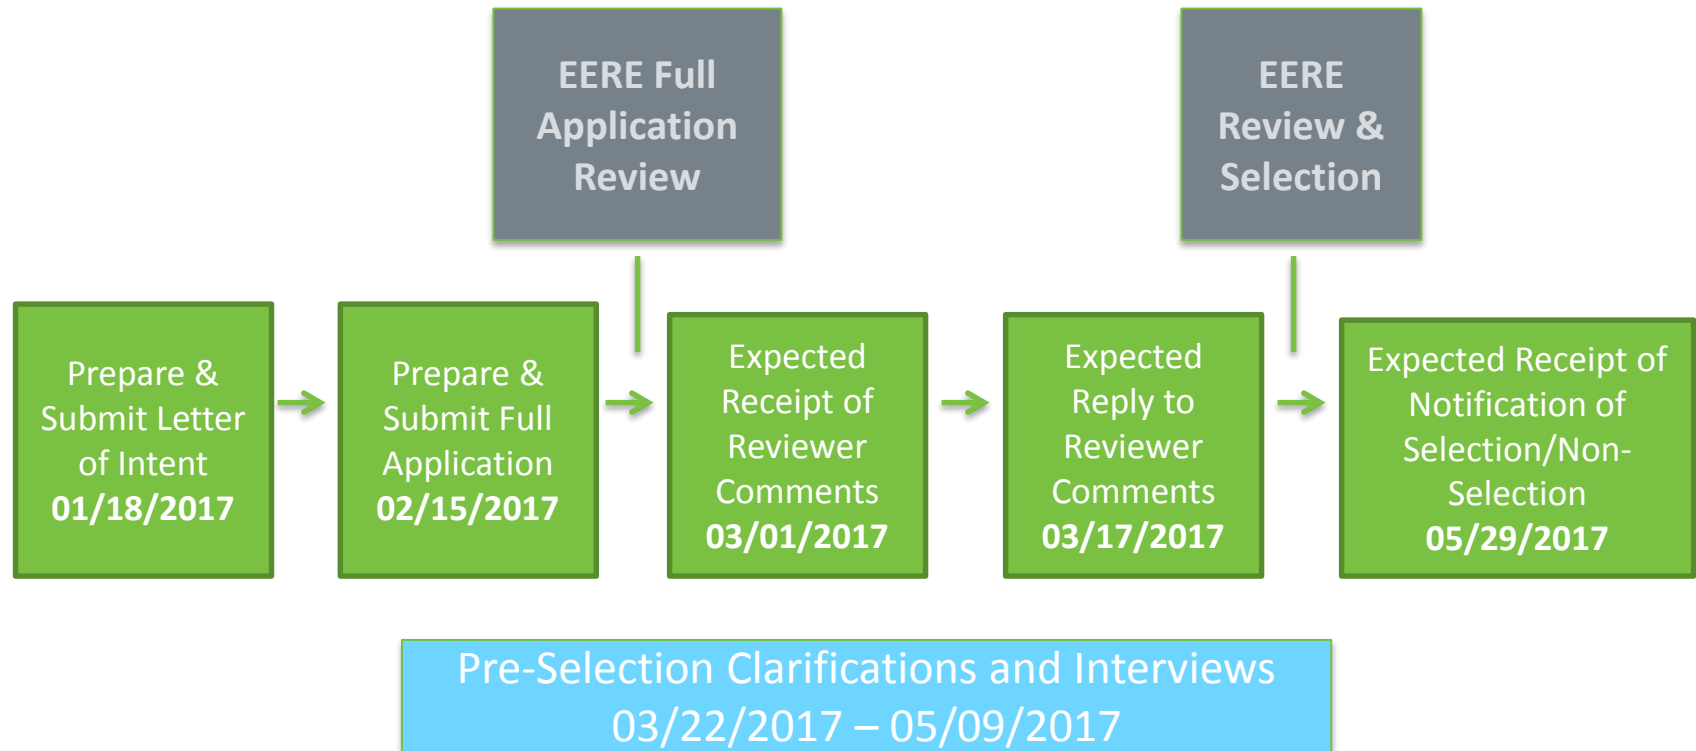 EERE Full
Application
Review
EERE
Review &
Selection
Prepare &
Submit Letter
of Intent
01/18/2017
Prepare &
Submit Full
Application
02/15/2017
Expected
Receipt of
Reviewer
Comments
03/01/2017
Expected
Reply to
Reviewer
Comments
03/17/2017
Expected Receipt of
Notification of
Selection/Non-
Selection
05/29/2017
Pre-Selection Clarifications and Interviews
03/22/2017 – 05/09/2017